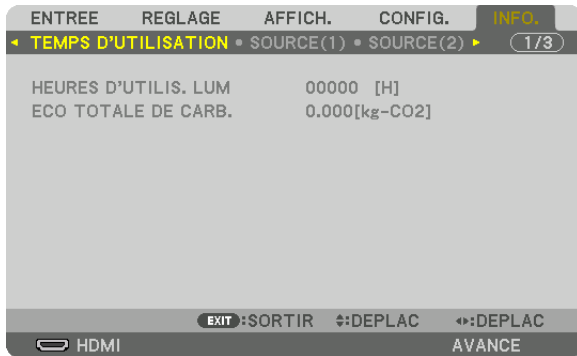 ENTREE REGLAGE AFFICH. CONFIG. INFO.
TEMPS D'UTILISATION • SOURCE(1) • SOURCE(2) 1/3
HEURES D'UTILIS. LUM 00000 [H]
ECO TOTALE DE CARB. 0.000[kg-CO2]
EXIT:SORTIR :DEPLAC :DEPLAC
HDMI AVANCE